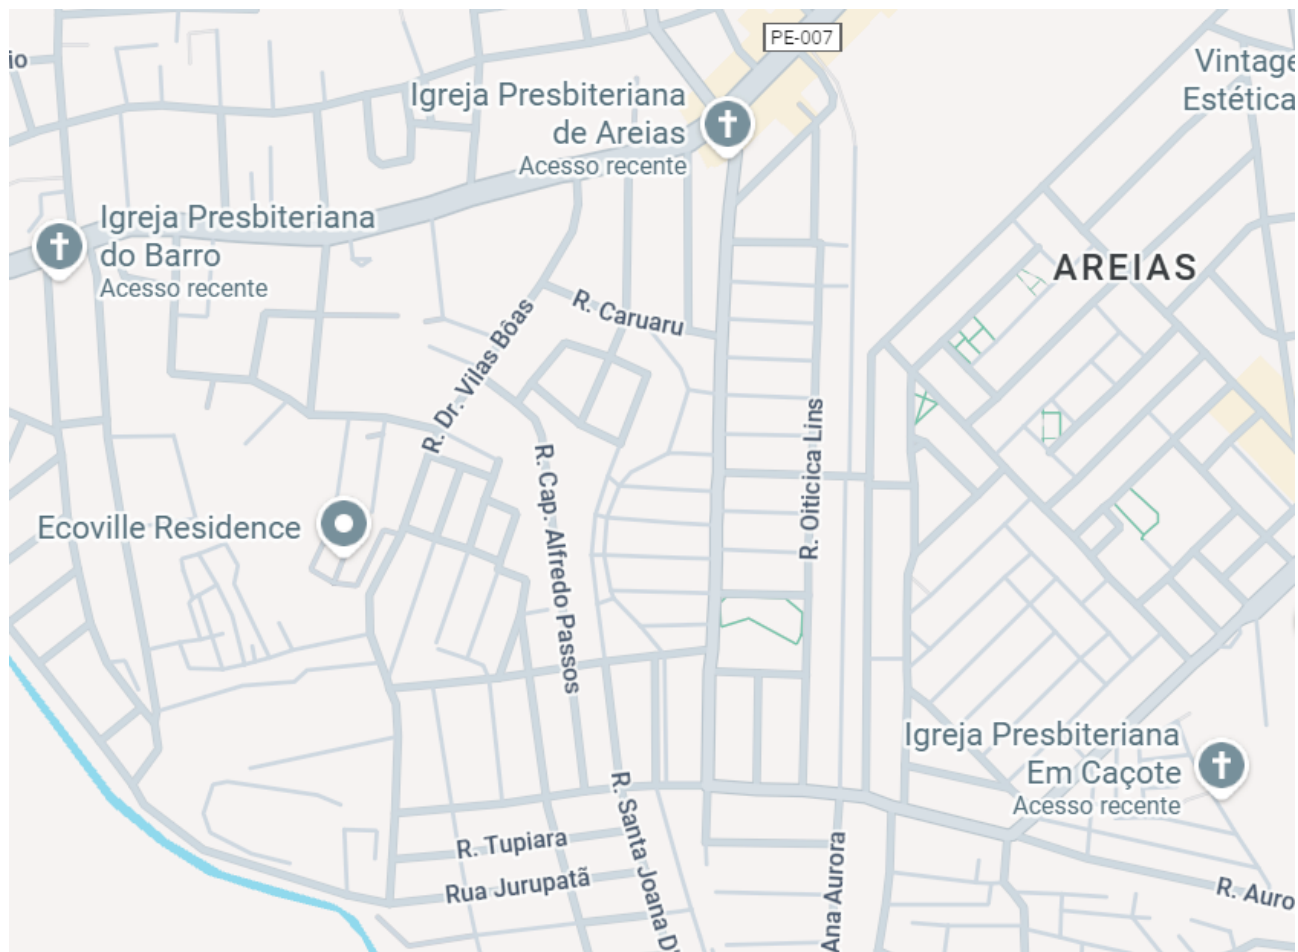 PE-007
io
Vintage
Estética
Igreja Presbiteriana
de Areias
Acesso recente
Igreja Presbiteriana
do Barro
Acesso recente
AREIAS
R. Caruaru
R. Dr. Vilas Bôas
R. Oiticica Lins
R. Cap. Alfredo Passos
Ecoville Residence
Igreja Presbiteriana
Em Caçote
Acesso recente
R. Santa Joana D'
R. Tupiara
Rua Jurupatã
Ana Aurora
R. Auro